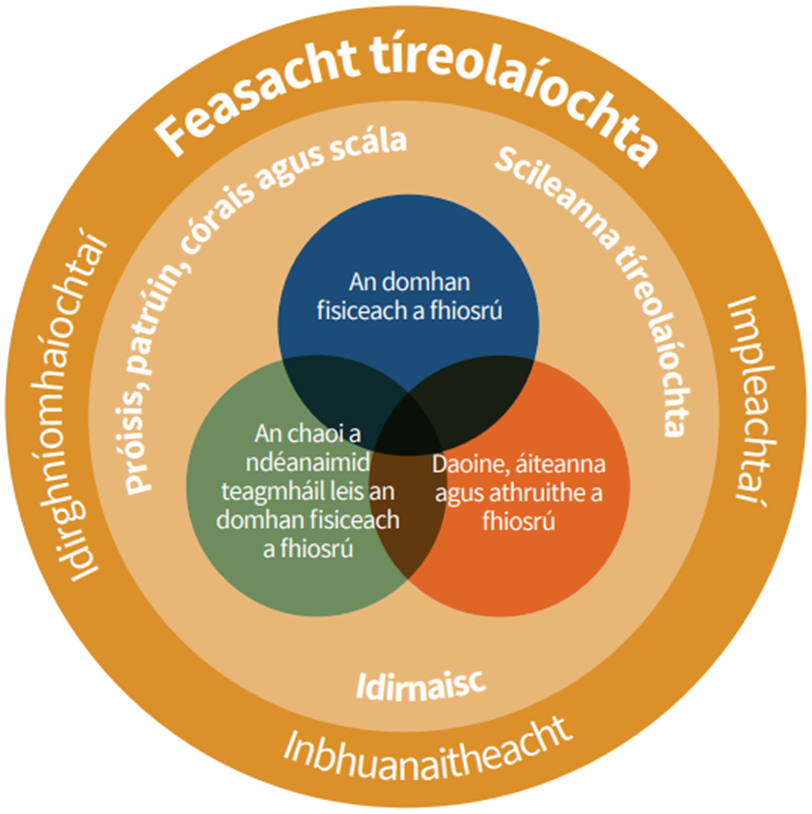 Feasacht tíreolaíochta
Próisis, patrúin, córais agus scála
Scileanna tíreolaíochta
Idirghníomhaíochtaí
Impleachtaí
An domhan
fisiceach a fhiosrú
An chaoi a
ndéanaimid
teagmháil leis an
domhan fisiceach
a fhiosrú
Daoine, áiteanna
agus athruithe a
fhiosrú
Idirnaisc
Inbhuanaitheacht